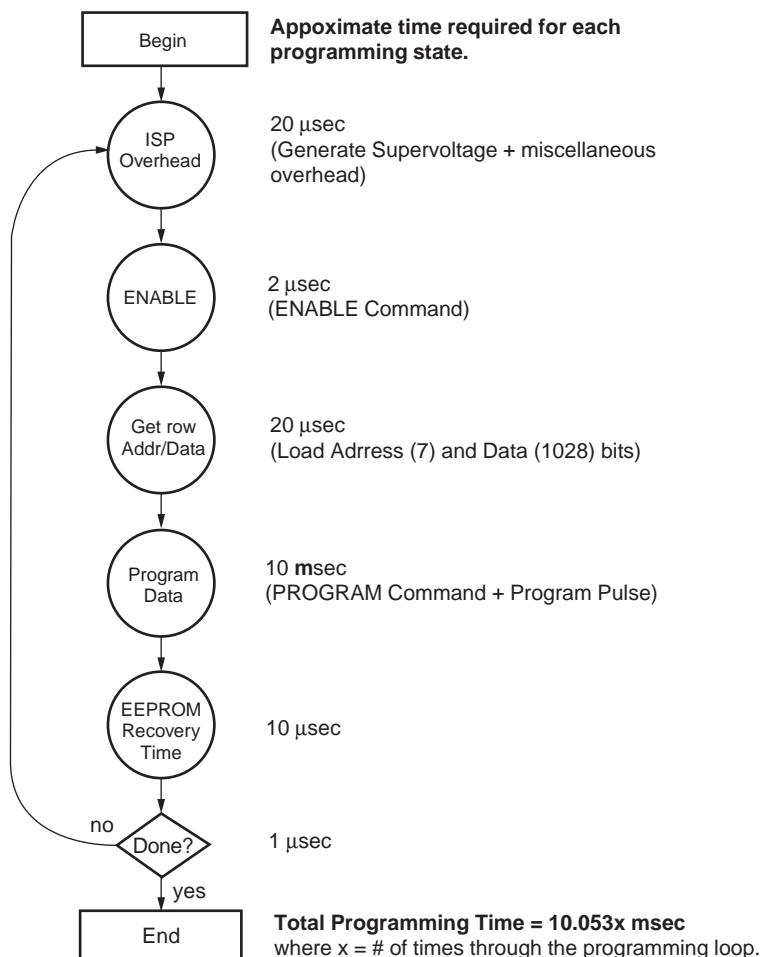 Begin
Appoximate time required for each
programming state.
ISP
Overhead
20 μsec
(Generate Supervoltage + miscellaneous
overhead)
ENABLE
2 μsec
(ENABLE Command)
Get row
Addr/Data
20 μsec
(Load Adrress (7) and Data (1028) bits)
Program
Data
10 msec
(PROGRAM Command + Program Pulse)
EEPROM
Recovery
Time
10 μsec
no
Done?
1 μsec
yes
End
Total Programming Time = 10.053x msec
where x = # of times through the programming loop.